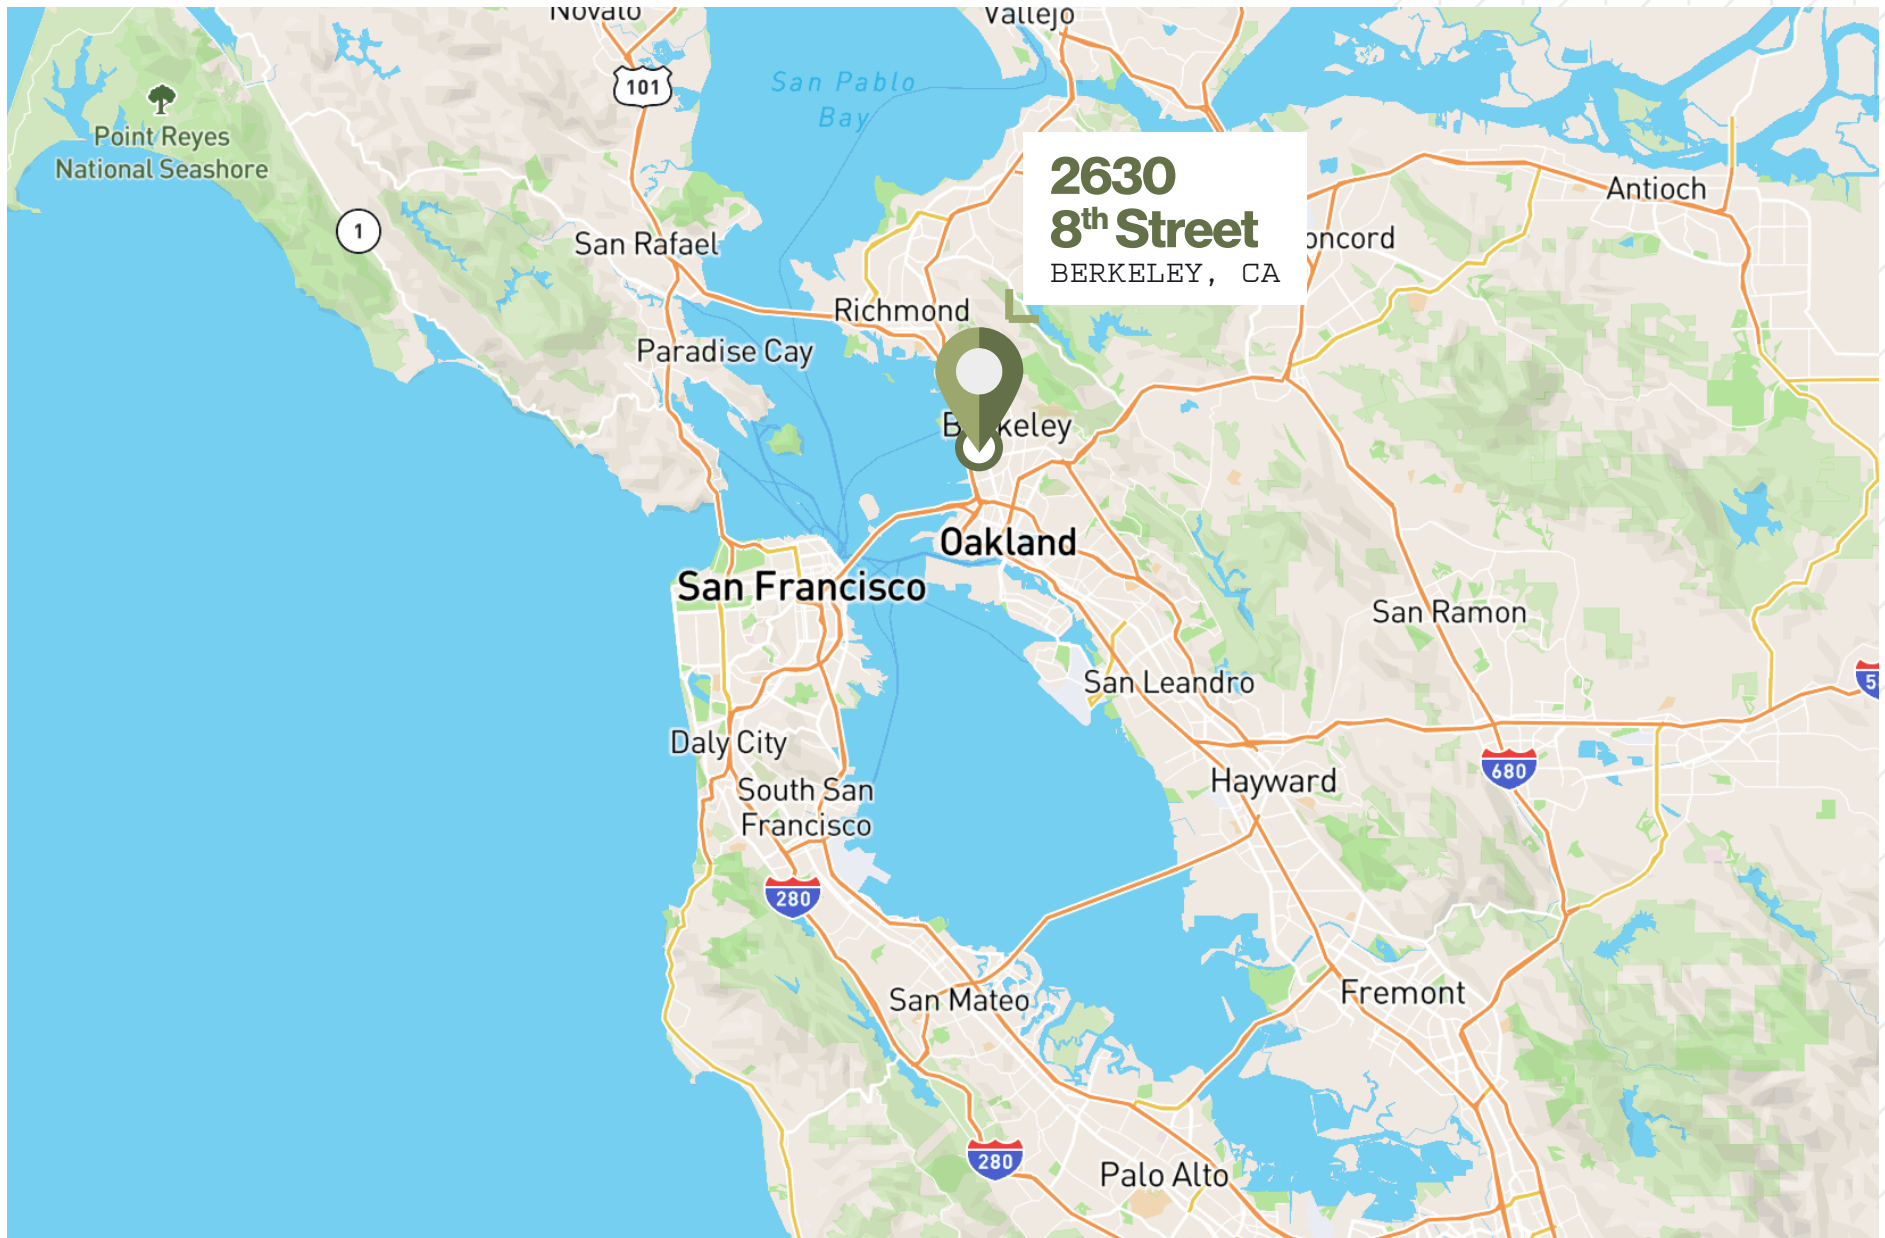 Novato
Vallejo
101
San Pablo
Bay
Point Reyes
National Seashore
2630
8th Street
BERKELEY, CA
Antioch
1
San Rafael
oncord
Richmond
Paradise Cay
B keley
Oakland
San Francisco
San Ramon
San Leandro
5
Daly City
680
Hayward
South San
Francisco
280
San Mateo
Fremont
280
Palo Alto